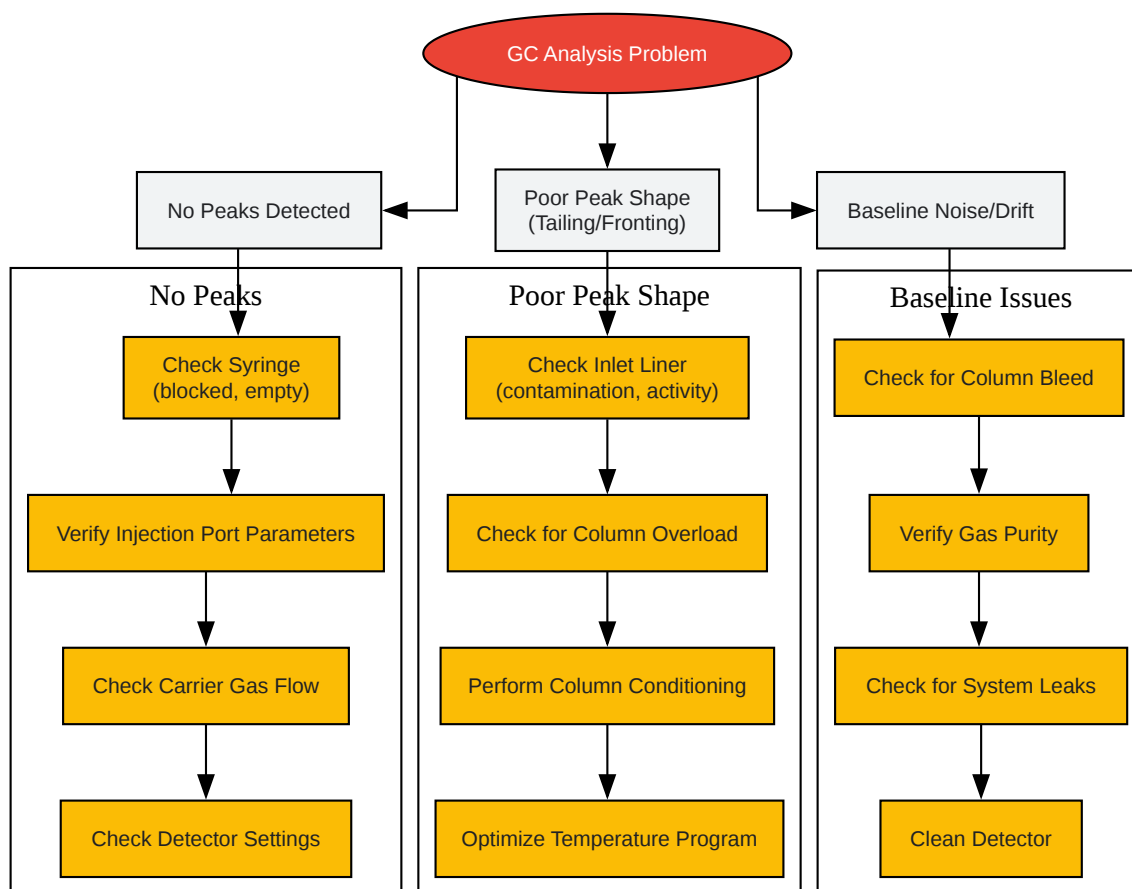 GC Analysis Problem
No Peaks Detected
Poor Peak Shape
(Tailing/Fronting)
Baseline Noise/Drift
No Peaks
Poor Peak Shape
Baseline Issues
Check Syringe
(blocked, empty)
Check Inlet Liner
(contamination, activity)
Check for Column Bleed
Verify Injection Port Parameters
Check for Column Overload
Verify Gas Purity
Check Carrier Gas Flow
Perform Column Conditioning
Check for System Leaks
Check Detector Settings
Optimize Temperature Program
Clean Detector